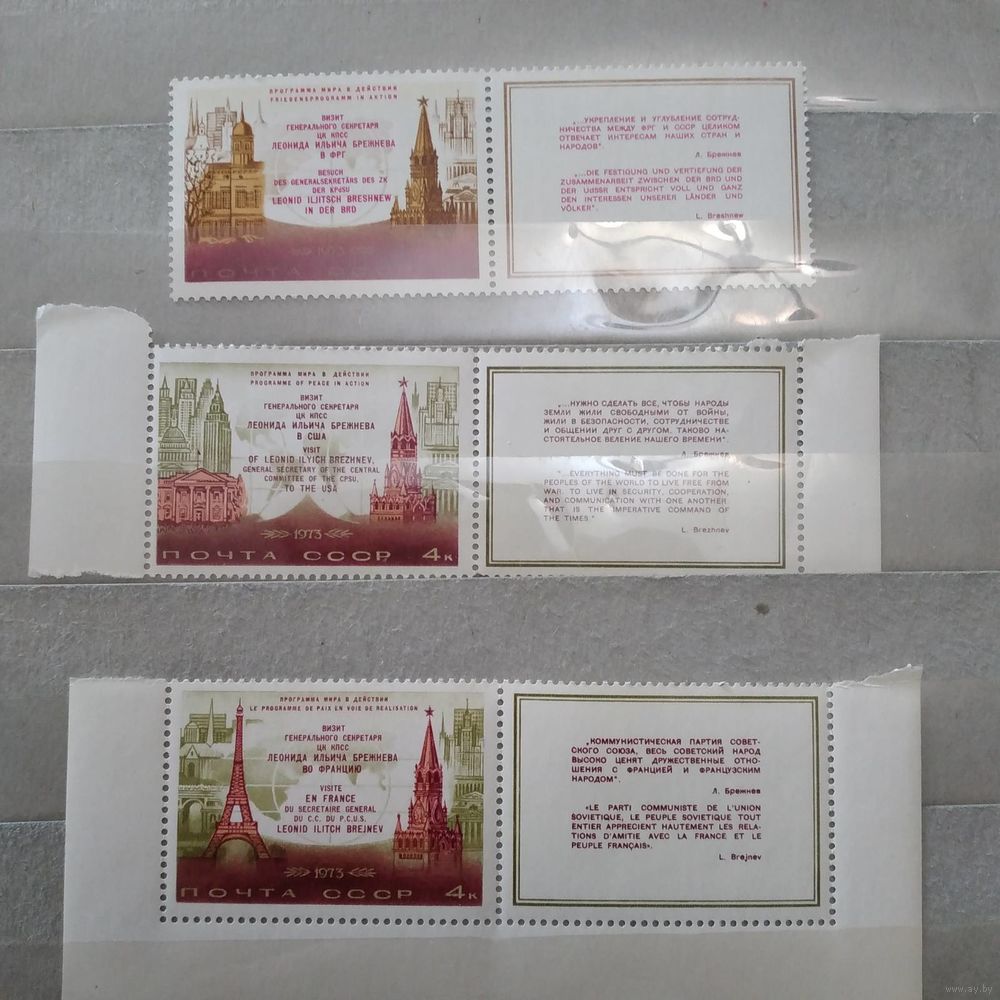 ПРОГРАММА МИРА В ДЕЙСТВИИ
FRIEDENSPROGRAMM IN AKTION
ВИЗИТ
ГЕНЕРАЛЬНОГО СЕКРЕТАРЯ
ЦК КПСС
ЛЕОНИДА ИЛЬИЧА БРЕЖНЕВА
В ФРГ
BESUCH
DES GENERALSEKRETÄRS DES ZK
DER KPdSU
LEONID ILJITSCH BRESHNEW
IN DER BRD
1973
ПОЧТА СССР
„...УКРЕПЛЕНИЕ И УГЛУБЛЕНИЕ СОТРУД-
НИЧЕСТВА МЕЖДУ ФРГ И СССР ЦЕЛИКОМ
ОТВЕЧАЕТ ИНТЕРЕСАМ НАШИХ СТРАН И
НАРОДОВ“.
Л. Брежнев
„...DIE FESTIGUNG UND VERTIEFUNG DER
ZUSAMMENARBEIT ZWISCHEN DER BRD UND
DER UdSSR ENTSPRICHT VOLL UND GANZ
DEN INTERESSEN UNSERER LÄNDER UND
VÖLKER“.
L. Breshnew
ПРОГРАММА МИРА В ДЕЙСТВИИ
PROGRAMME OF PEACE IN ACTION
ВИЗИТ
ГЕНЕРАЛЬНОГО СЕКРЕТАРЯ
ЦК КПСС
ЛЕОНИДА ИЛЬИЧА БРЕЖНЕВА
В США
VISIT
OF LEONID ILYICH BREZHNEV,
GENERAL SECRETARY OF THE CENTRAL
COMMITTEE OF THE CPSU,
TO THE USA
1973
ПОЧТА СССР 4к
„...НУЖНО СДЕЛАТЬ ВСЕ, ЧТОБЫ НАРОДЫ
ЗЕМЛИ ЖИЛИ СВОБОДНЫМИ ОТ ВОЙНЫ,
ЖИЛИ В БЕЗОПАСНОСТИ, СОТРУДНИЧЕСТВЕ
И ОБЩЕНИИ ДРУГ С ДРУГОМ. ТАКОВО НА-
СТОЯТЕЛЬНОЕ ВЕЛЕНИЕ НАШЕГО ВРЕМЕНИ“.
Л. Брежнев
"...EVERYTHING MUST BE DONE FOR THE
PEOPLES OF THE WORLD TO LIVE FREE FROM
WAR, TO LIVE IN SECURITY, COOPERATION,
AND COMMUNICATION WITH ONE ANOTHER
THAT IS THE IMPERATIVE COMMAND OF
THE TIMES."
L. Brezhnev
ПРОГРАММА МИРА В ДЕЙСТВИИ
LE PROGRAMME DE PAIX EN VOIE DE REALISATION
ВИЗИТ
ГЕНЕРАЛЬНОГО СЕКРЕТАРЯ
ЦК КПСС
ЛЕОНИДА ИЛЬИЧА БРЕЖНЕВА
ВО ФРАНЦИЮ
VISITE
EN FRANCE
DU SECRETAIRE GENERAL
DU C.C. DU P.C.U.S.
LEONID ILITCH BREJNEV
1973
ПОЧТА СССР 4к
„КОММУНИСТИЧЕСКАЯ ПАРТИЯ СОВЕТ-
СКОГО СОЮЗА, ВЕСЬ СОВЕТСКИЙ НАРОД
ВЫСОКО ЦЕНЯТ ДРУЖЕСТВЕННЫЕ ОТНО-
ШЕНИЯ С ФРАНЦИЕЙ И ФРАНЦУЗСКИМ
НАРОДОМ“.
Л. Брежнев
«LE PARTI COMMUNISTE DE L'UNION
SOVIETIQUE, LE PEUPLE SOVIETIQUE TOUT
ENTIER APPRECIENT HAUTEMENT LES RELA-
TIONS D'AMITIE AVEC LA FRANCE ET LE
PEUPLE FRANÇAIS».
L. Brejnev
www.ay.by